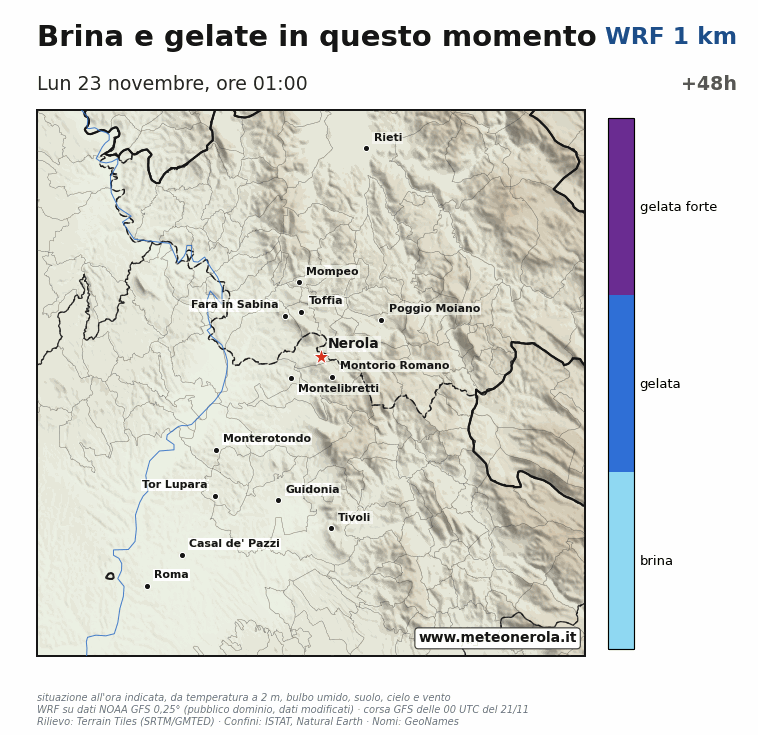 Brina e gelate in questo momento WRF 1 km
Lun 23 novembre, ore 01:00 +48h
Rieti
gelata forte
Mompeo
Toffia
Fara in Sabina
Poggio Moiano
Nerola
Montorio Romano
gelata
Montelibretti
Monterotondo
Tor Lupara
Guidonia
Tivoli
Casal de' Pazzi
brina
Roma
www.meteonerola.it
situazione all'ora indicata, da temperatura a 2 m, bulbo umido, suolo, cielo e vento
WRF su dati NOAA GFS 0,25° (pubblico dominio, dati modificati) · corsa GFS delle 00 UTC del 21/11
Rilievo: Terrain Tiles (SRTM/GMTED) · Confini: ISTAT, Natural Earth · Nomi: GeoNames